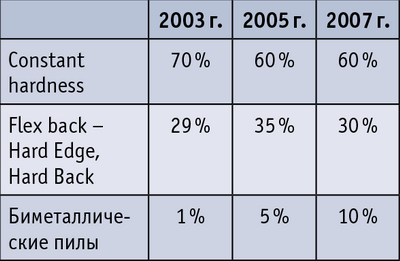 2003 г. 2005 г. 2007 г.
Constant 70 % 60 % 60 %
hardness
Flex back – 29 % 35 % 30 %
Hard Edge,
Hard Back
Биметалличе- 1 % 5 % 10 %
ские пилы